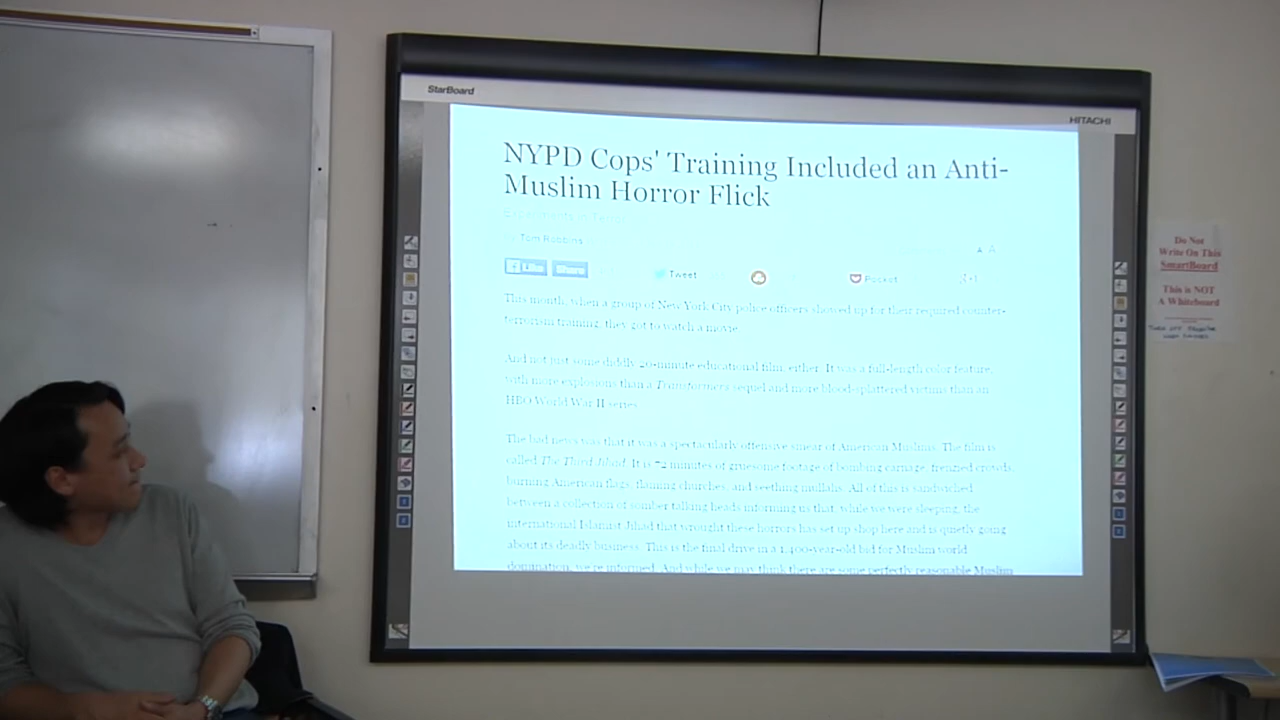 StarBoard
HITACHI
NYPD Cops' Training Included an Anti-
Muslim Horror Flick
Experiments in Terror
Tom Robbins
A
Like Share Tweet Pocket +1
This month, when a group of New York City police officers showed up for their required counter-
terrorism training, they got to watch a movie.
And not just some diddly 20-minute educational film, either. It was a full-length color feature,
with more explosions than a Transformers sequel and more blood-splattered victims than an
HBO World War II series.
The bad news was that it was a spectacularly offensive smear of American Muslims. The film is
called The Third Jihad. It is 72 minutes of gruesome footage of bombing carnage, frenzied crowds,
burning American flags, flaming churches, and seething mullahs. All of this is sandwiched
between a collection of somber talking heads informing us that, while we were sleeping, the
international Islamist Jihad that wrought these horrors has set up shop here and is quietly going
about its deadly business. This is the final drive in a 1,400-year-old bid for Muslim world
domination, we're informed. And while we may think there are some perfectly reasonable Muslim
Do Not
Write On This
SmartBoard
This is NOT
A Whiteboard